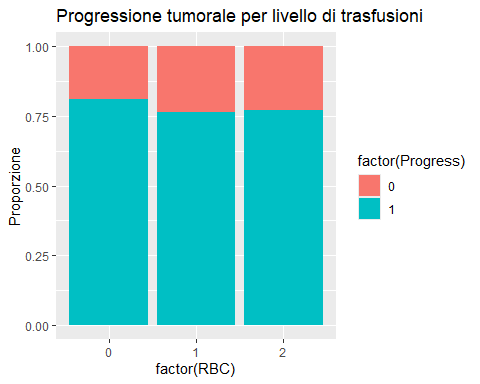 Progressione tumorale per livello di trasfusioni
1.00
0.75
0.50
0.25
0.00
Proporzione
0
1
2
factor(RBC)
factor(Progress)
0
1